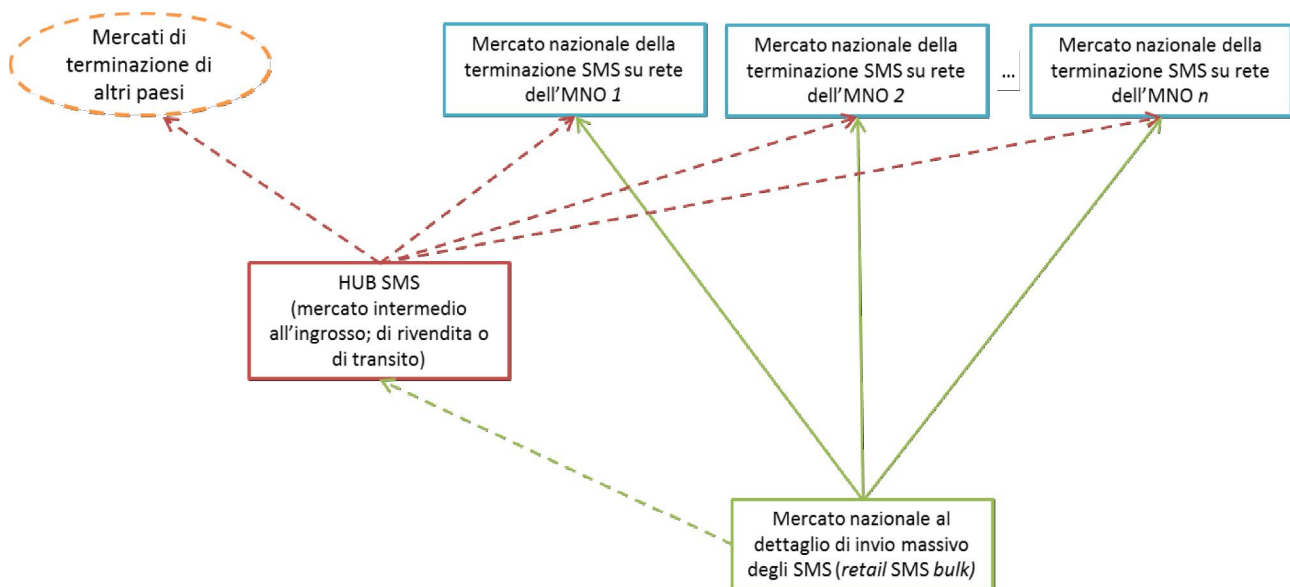 Mercati di
terminazione di
altri paesi
Mercato nazionale della
terminazione SMS su rete
dell’MNO 1
Mercato nazionale della
terminazione SMS su rete
dell’MNO 2
...
Mercato nazionale della
terminazione SMS su rete
dell’MNO n
HUB SMS
(mercato intermedio
all’ingrosso; di rivendita o
di transito)
Mercato nazionale al
dettaglio di invio massivo
degli SMS (retail SMS bulk)